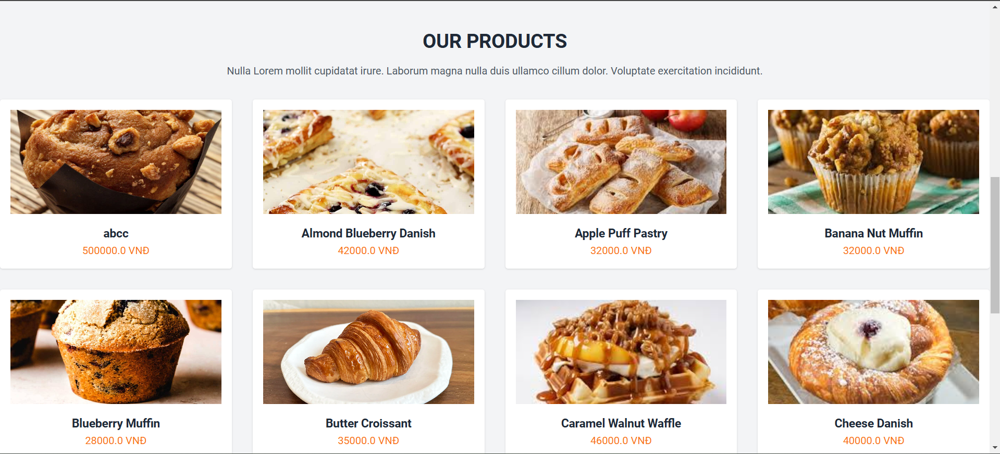 OUR PRODUCTS
Nulla Lorem mollit cupidatat irure. Laborum magna nulla duis ullamco cillum dolor. Voluptate exercitation incididunt.
abcc
500000.0 VNĐ
Almond Blueberry Danish
42000.0 VNĐ
Apple Puff Pastry
32000.0 VNĐ
Banana Nut Muffin
32000.0 VNĐ
Blueberry Muffin
28000.0 VNĐ
Butter Croissant
35000.0 VNĐ
Caramel Walnut Waffle
46000.0 VNĐ
Cheese Danish
40000.0 VNĐ